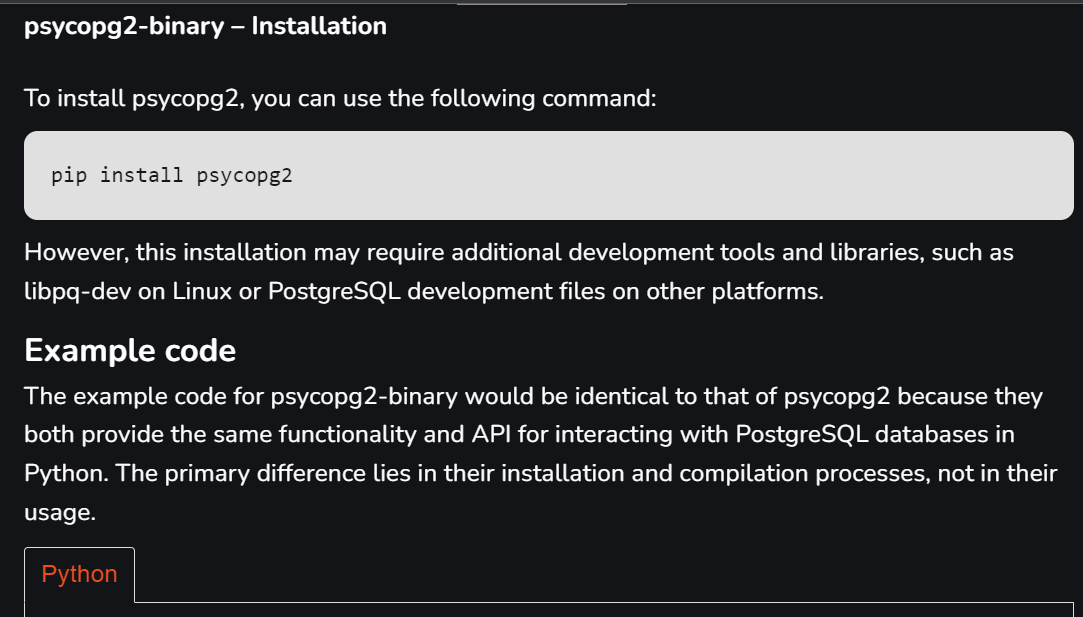 psycopg2-binary – Installation
To install psycopg2, you can use the following command:
pip install psycopg2
However, this installation may require additional development tools and libraries, such as
libpq-dev on Linux or PostgreSQL development files on other platforms.
Example code
The example code for psycopg2-binary would be identical to that of psycopg2 because they
both provide the same functionality and API for interacting with PostgreSQL databases in
Python. The primary difference lies in their installation and compilation processes, not in their
usage.
Python